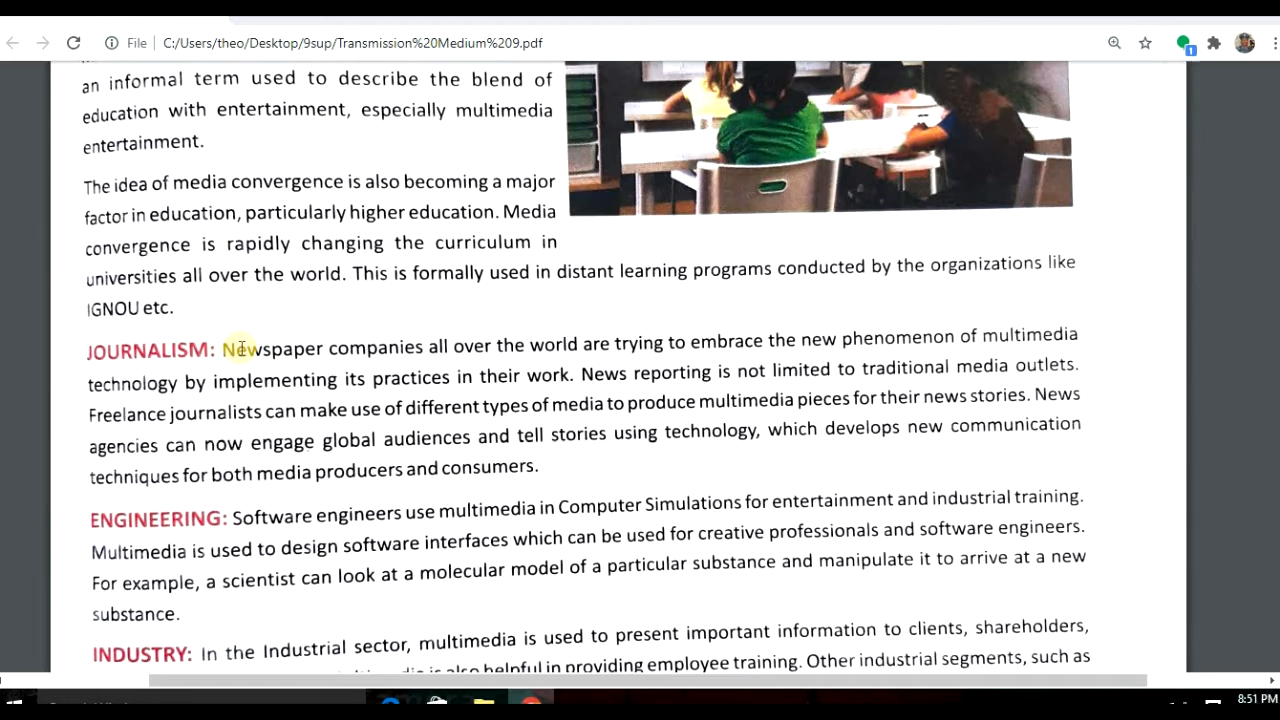 File C:/Users/theo/Desktop/9sup/Transmission%20Medium%209.pdf
1
an informal term used to describe the blend of
education with entertainment, especially multimedia
entertainment.
The idea of media convergence is also becoming a major
factor in education, particularly higher education. Media
convergence is rapidly changing the curriculum in
universities all over the world. This is formally used in distant learning programs conducted by the organizations like
IGNOU etc.
JOURNALISM: Newspaper companies all over the world are trying to embrace the new phenomenon of multimedia
technology by implementing its practices in their work. News reporting is not limited to traditional media outlets.
Freelance journalists can make use of different types of media to produce multimedia pieces for their news stories. News
agencies can now engage global audiences and tell stories using technology, which develops new communication
techniques for both media producers and consumers.
ENGINEERING: Software engineers use multimedia in Computer Simulations for entertainment and industrial training.
Multimedia is used to design software interfaces which can be used for creative professionals and software engineers.
For example, a scientist can look at a molecular model of a particular substance and manipulate it to arrive at a new
substance.
INDUSTRY: In the Industrial sector, multimedia is used to present important information to clients, shareholders,
is also helpful in providing employee training. Other industrial segments, such as
8:51 PM